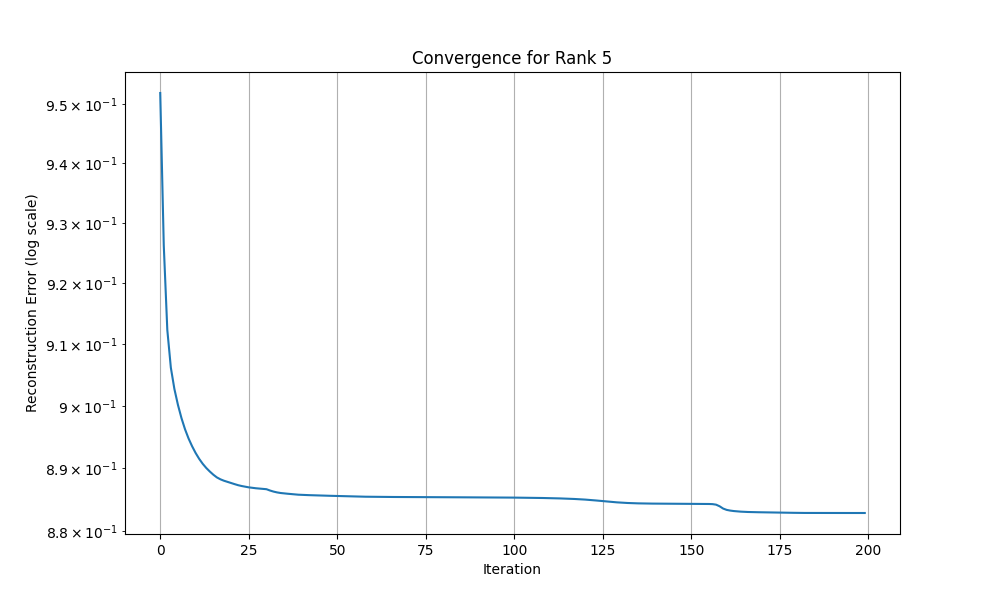 Convergence for Rank 5
Reconstruction Error (log scale)
9.5 × 10⁻¹
9.4 × 10⁻¹
9.3 × 10⁻¹
9.2 × 10⁻¹
9.1 × 10⁻¹
9 × 10⁻¹
8.9 × 10⁻¹
8.8 × 10⁻¹
0 25 50 75 100 125 150 175 200
Iteration